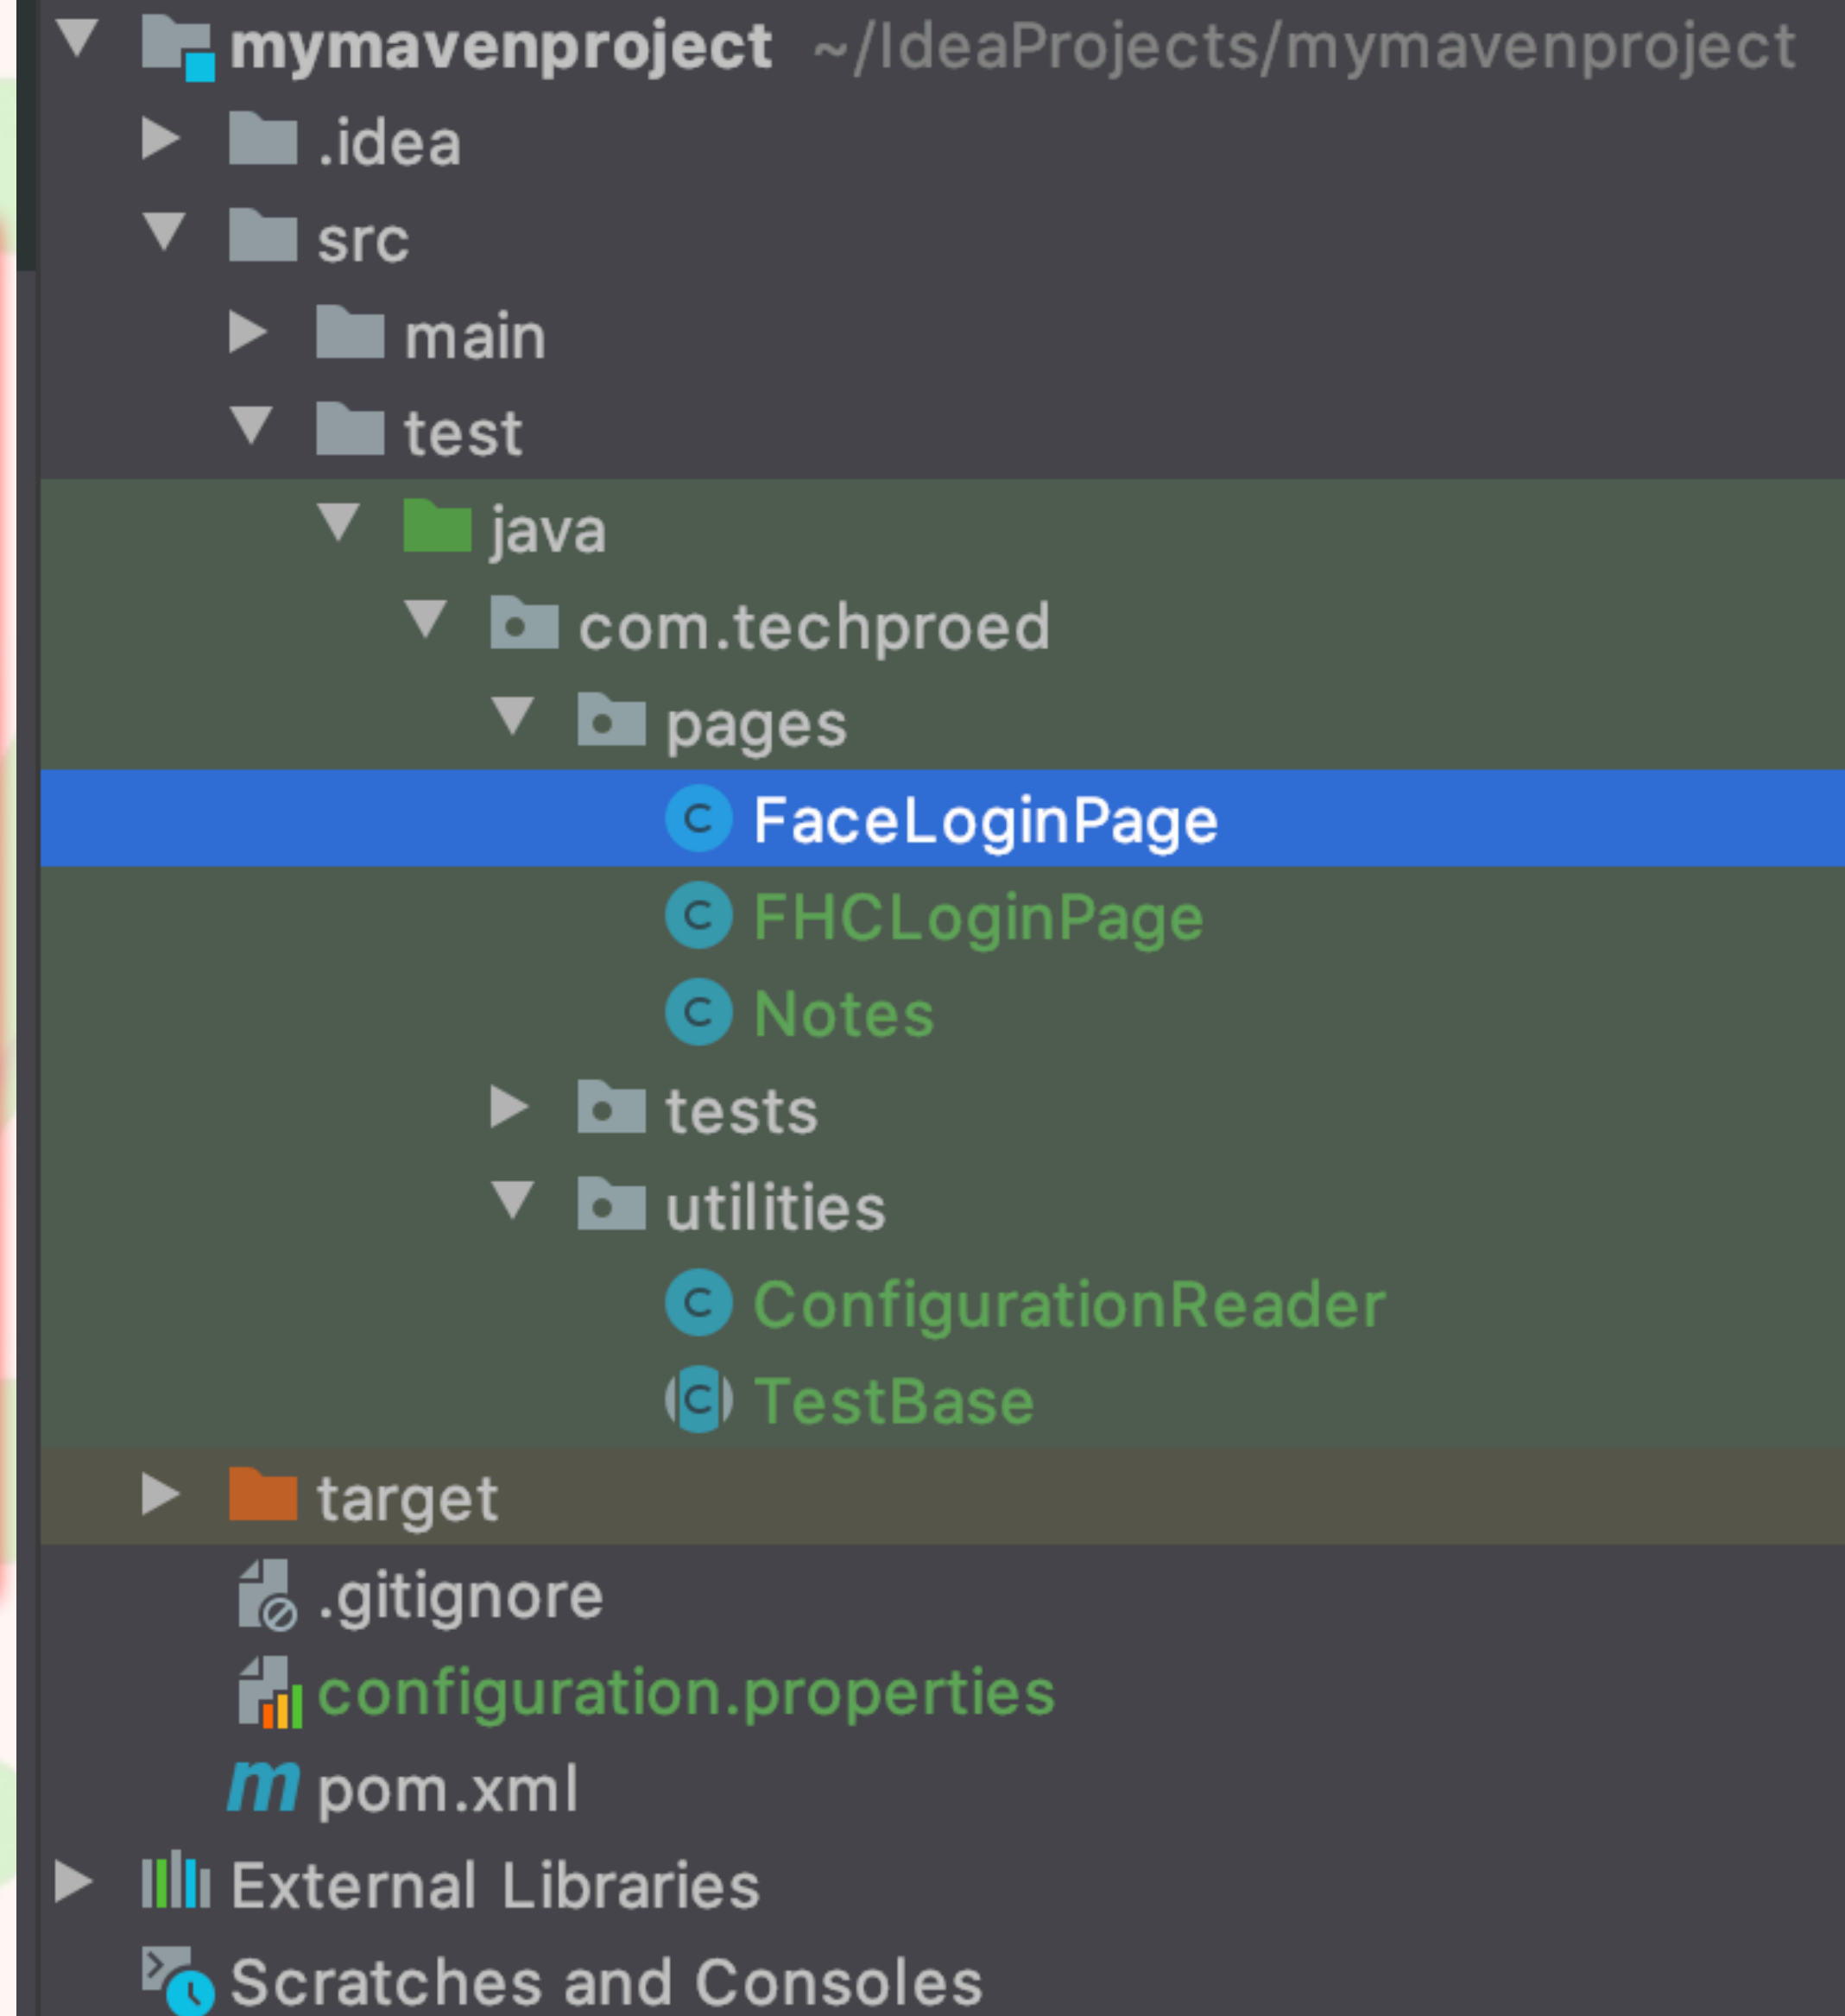 mymavenproject ~/IdeaProjects/mymavenproject
.idea
src
main
test
java
com.techproed
pages
FaceLoginPage
FHCLoginPage
Notes
tests
utilities
ConfigurationReader
TestBase
target
.gitignore
configuration.properties
pom.xml
External Libraries
Scratches and Consoles